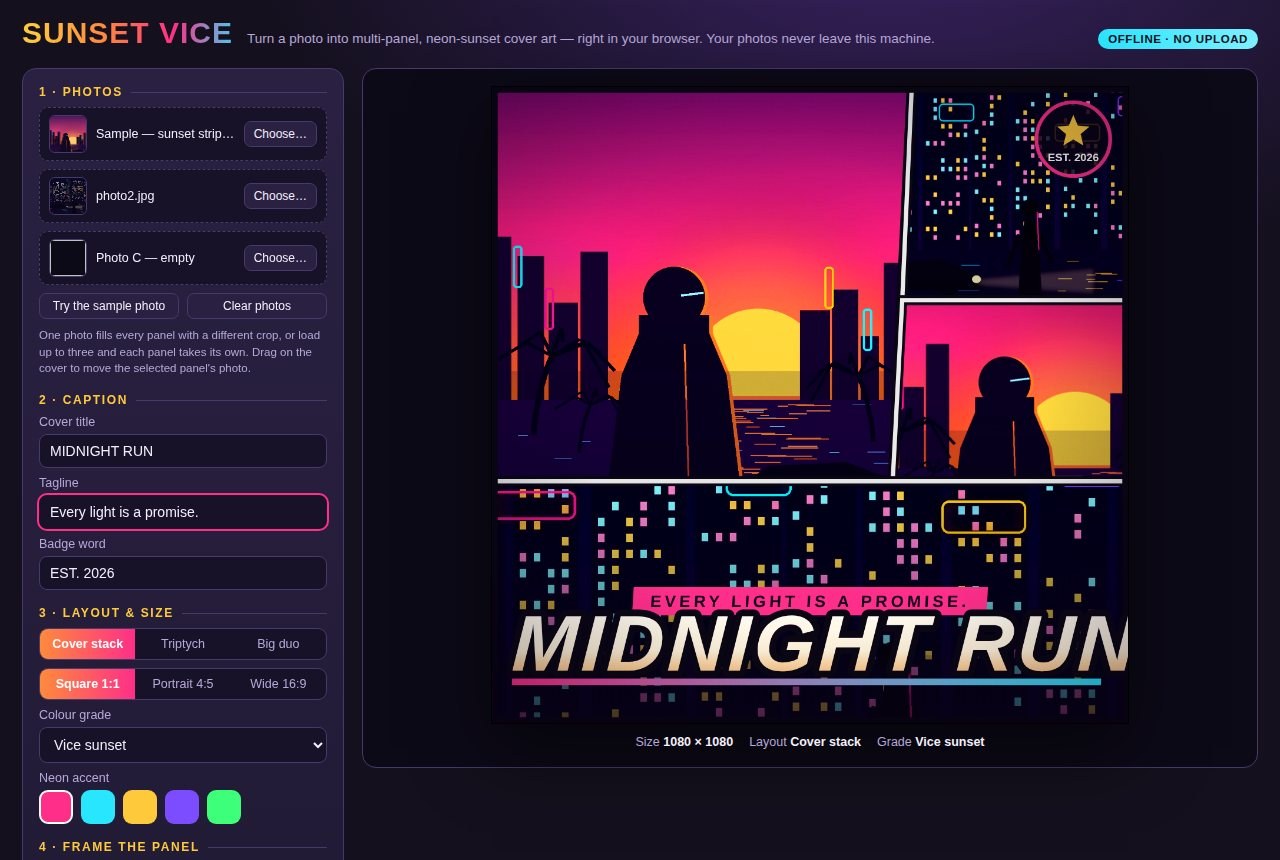 SUNSET VICE
Turn a photo into multi-panel, neon-sunset cover art — right in your browser. Your photos never leave this machine.
OFFLINE · NO UPLOAD
1 · PHOTOS
Sample — sunset strip…
Choose…
photo2.jpg
Choose…
Photo C — empty
Choose…
Try the sample photo
Clear photos
One photo fills every panel with a different crop, or load
up to three and each panel takes its own. Drag on the
cover to move the selected panel's photo.
2 · CAPTION
Cover title
MIDNIGHT RUN
Tagline
Every light is a promise.
Badge word
EST. 2026
3 · LAYOUT & SIZE
Cover stack
Triptych
Big duo
Square 1:1
Portrait 4:5
Wide 16:9
Colour grade
Vice sunset
Neon accent
4 · FRAME THE PANEL
EST. 2026
EVERY LIGHT IS A PROMISE.
MIDNIGHT RUN
Size 1080 × 1080
Layout Cover stack
Grade Vice sunset